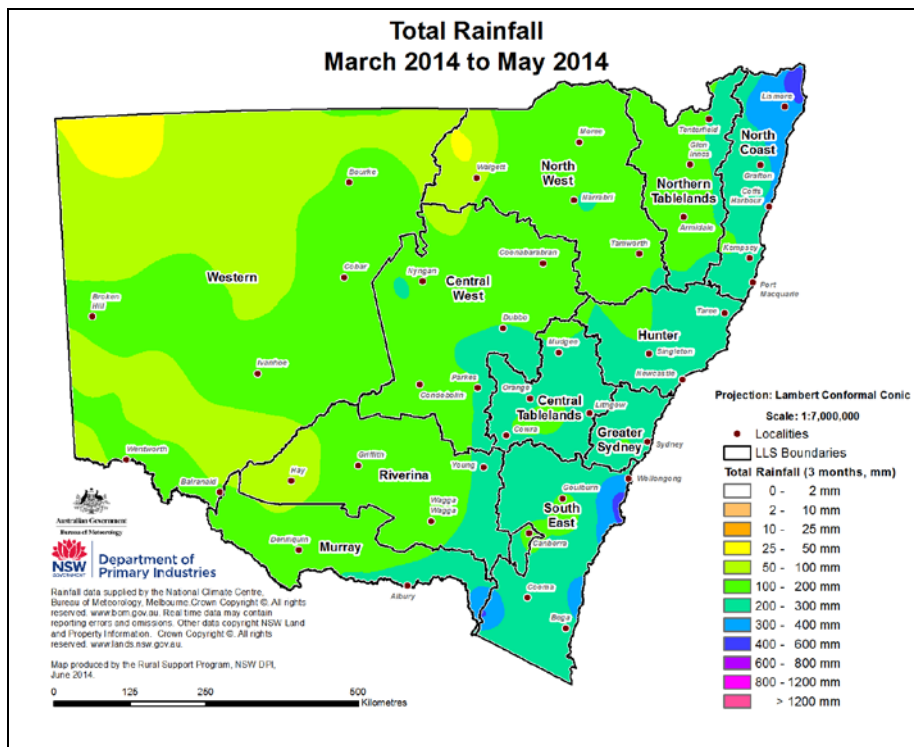 Total Rainfall
March 2014 to May 2014
Lismore
Tenterfield
North
Coast
Moree
Glen
Innes
Walgett
North
West
Grafton
Bourke
Northern
Tablelands
Coffs
Harbour
Narrabri
Armidale
Coonabarabran
Tamworth
Kempsey
Western
Cobar
Nyngan
Central
West
Port
Macquarie
Broken
Hill
Dubbo
Taree
Hunter
Mudgee
Singleton
Ivanhoe
Parkes
Orange
Newcastle
Condobolin
Central
Tablelands
Lithgow
Cowra
Greater
Sydney
Sydney
Wentworth
Griffith
Riverina
Young
Hay
Wollongong
Balranald
Goulburn
Wagga
Wagga
South
East
Deniliquin
Murray
Canberra
Albury
Cooma
Bega
Projection: Lambert Conformal Conic
Scale: 1:7,000,000
Localities
LLS Boundaries
Total Rainfall (3 months, mm)
0 - 2 mm
2 - 10 mm
10 - 25 mm
25 - 50 mm
50 - 100 mm
100 - 200 mm
200 - 300 mm
300 - 400 mm
400 - 600 mm
600 - 800 mm
800 - 1200 mm
> 1200 mm
Australian Government
Bureau of Meteorology
NSW
GOVERNMENT
Department of
Primary Industries
Rainfall data supplied by the National Climate Centre,
Bureau of Meteorology, Melbourne.Crown Copyright ©. All rights
reserved. www.bom.gov.au. Real time data may contain
reporting errors and omissions. Other data copyright NSW Land
and Property Information. Crown Copyright ©. All rights
reserved. www.lands.nsw.gov.au.
Map produced by the Rural Support Program, NSW DPI,
June 2014.
0 125 250 500
Kilometres